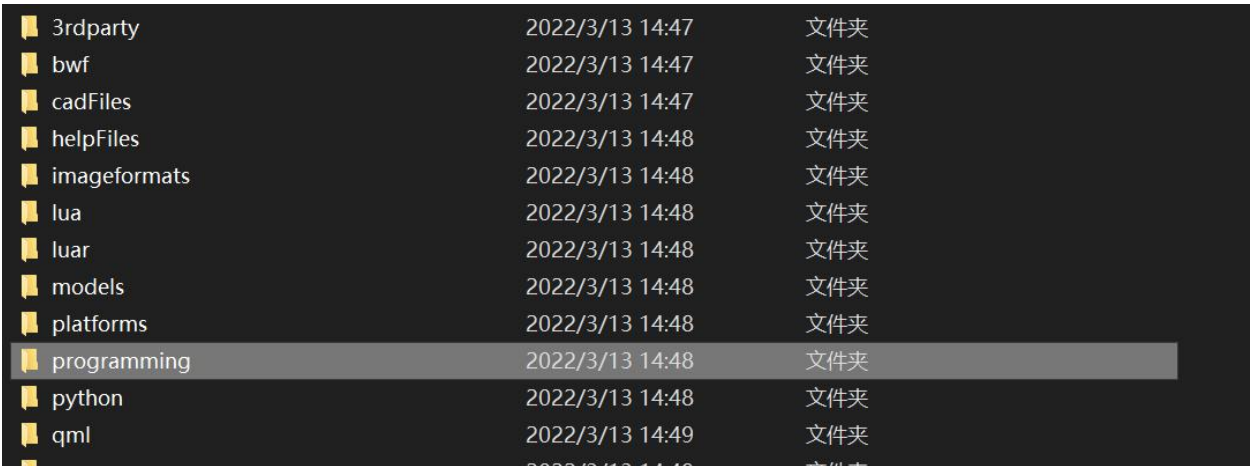 3rdparty 2022/3/13 14:47 文件夹
bwf 2022/3/13 14:47 文件夹
cadFiles 2022/3/13 14:47 文件夹
helpFiles 2022/3/13 14:48 文件夹
imageformats 2022/3/13 14:48 文件夹
lua 2022/3/13 14:48 文件夹
luar 2022/3/13 14:48 文件夹
models 2022/3/13 14:48 文件夹
platforms 2022/3/13 14:48 文件夹
programming 2022/3/13 14:48 文件夹
python 2022/3/13 14:48 文件夹
qml 2022/3/13 14:49 文件夹